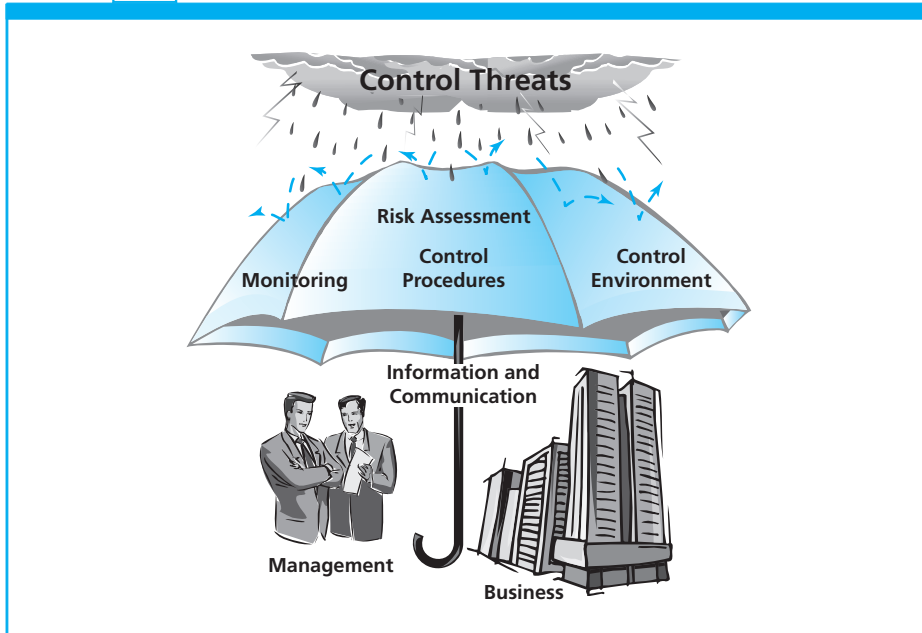 Control Threats
Risk Assessment
Control
Procedures
Monitoring
Control
Environment
Information and
Communication
Management
Business